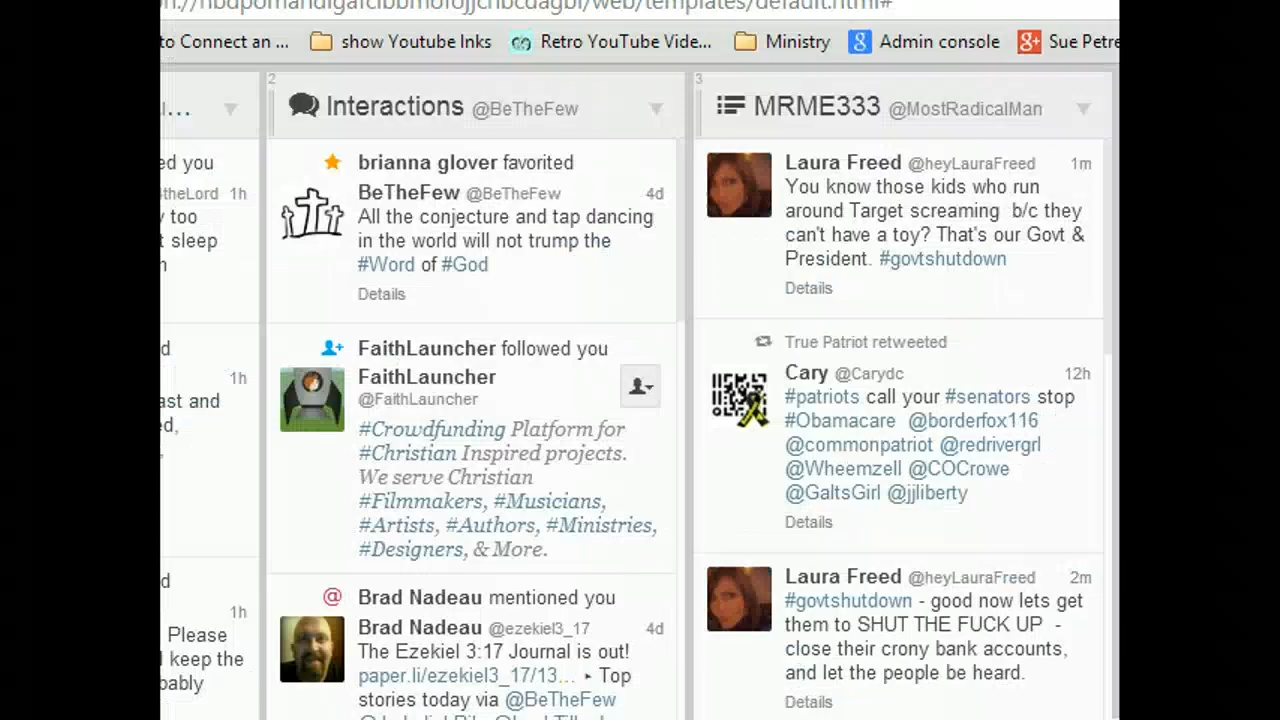 to Connect an ...
show Youtube Inks
Retro YouTube Vide...
Ministry
Admin console
Sue Petre
ed you
theLord 1h
too
t sleep
1h
ast and
ed,
1h
Please
keep the
bably
2
Interactions @BeTheFew
brianna glover favorited
BeTheFew @BeTheFew 4d
All the conjecture and tap dancing
in the world will not trump the
#Word of #God
Details
FaithLauncher followed you
FaithLauncher
@FaithLauncher
#Crowdfunding Platform for
#Christian Inspired projects.
We serve Christian
#Filmmakers, #Musicians,
#Artists, #Authors, #Ministries,
#Designers, & More.
@ Brad Nadeau mentioned you
Brad Nadeau @ezekiel3_17 4d
The Ezekiel 3:17 Journal is out!
paper.li/ezekiel3_17/13... ▸ Top
stories today via @BeTheFew
3
MRME333 @MostRadicalMan
Laura Freed @heyLauraFreed 1m
You know those kids who run
around Target screaming b/c they
can't have a toy? That's our Govt &
President. #govtshutdown
Details
True Patriot retweeted
Cary @Carydc 12h
#patriots call your #senators stop
#Obamacare @borderfox116
@commonpatriot @redrivergrl
@Wheemzell @COCrowe
@GaltsGirl @jjliberty
Details
Laura Freed @heyLauraFreed 2m
#govtshutdown - good now lets get
them to SHUT THE FUCK UP -
close their crony bank accounts,
and let the people be heard.
Details